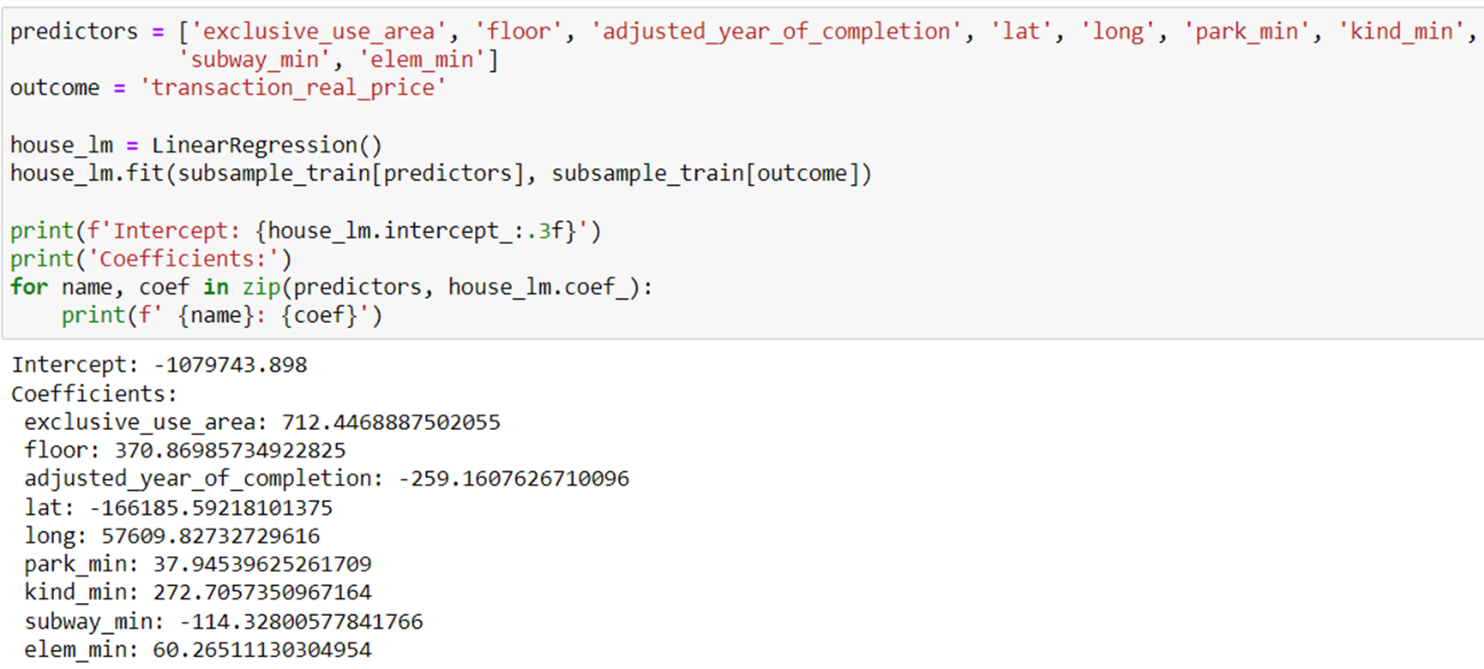 predictors = ['exclusive_use_area', 'floor', 'adjusted_year_of_completion', 'lat', 'long', 'park_min', 'kind_min',
'subway_min', 'elem_min']
outcome = 'transaction_real_price'
house_lm = LinearRegression()
house_lm.fit(subsample_train[predictors], subsample_train[outcome])
print(f'Intercept: {house_lm.intercept_:.3f}')
print('Coefficients:')
for name, coef in zip(predictors, house_lm.coef_):
print(f' {name}: {coef}')
Intercept: -1079743.898
Coefficients:
exclusive_use_area: 712.4468887502055
floor: 370.86985734922825
adjusted_year_of_completion: -259.1607626710096
lat: -166185.59218101375
long: 57609.82732729616
park_min: 37.94539625261709
kind_min: 272.7057350967164
subway_min: -114.32800577841766
elem_min: 60.26511130304954